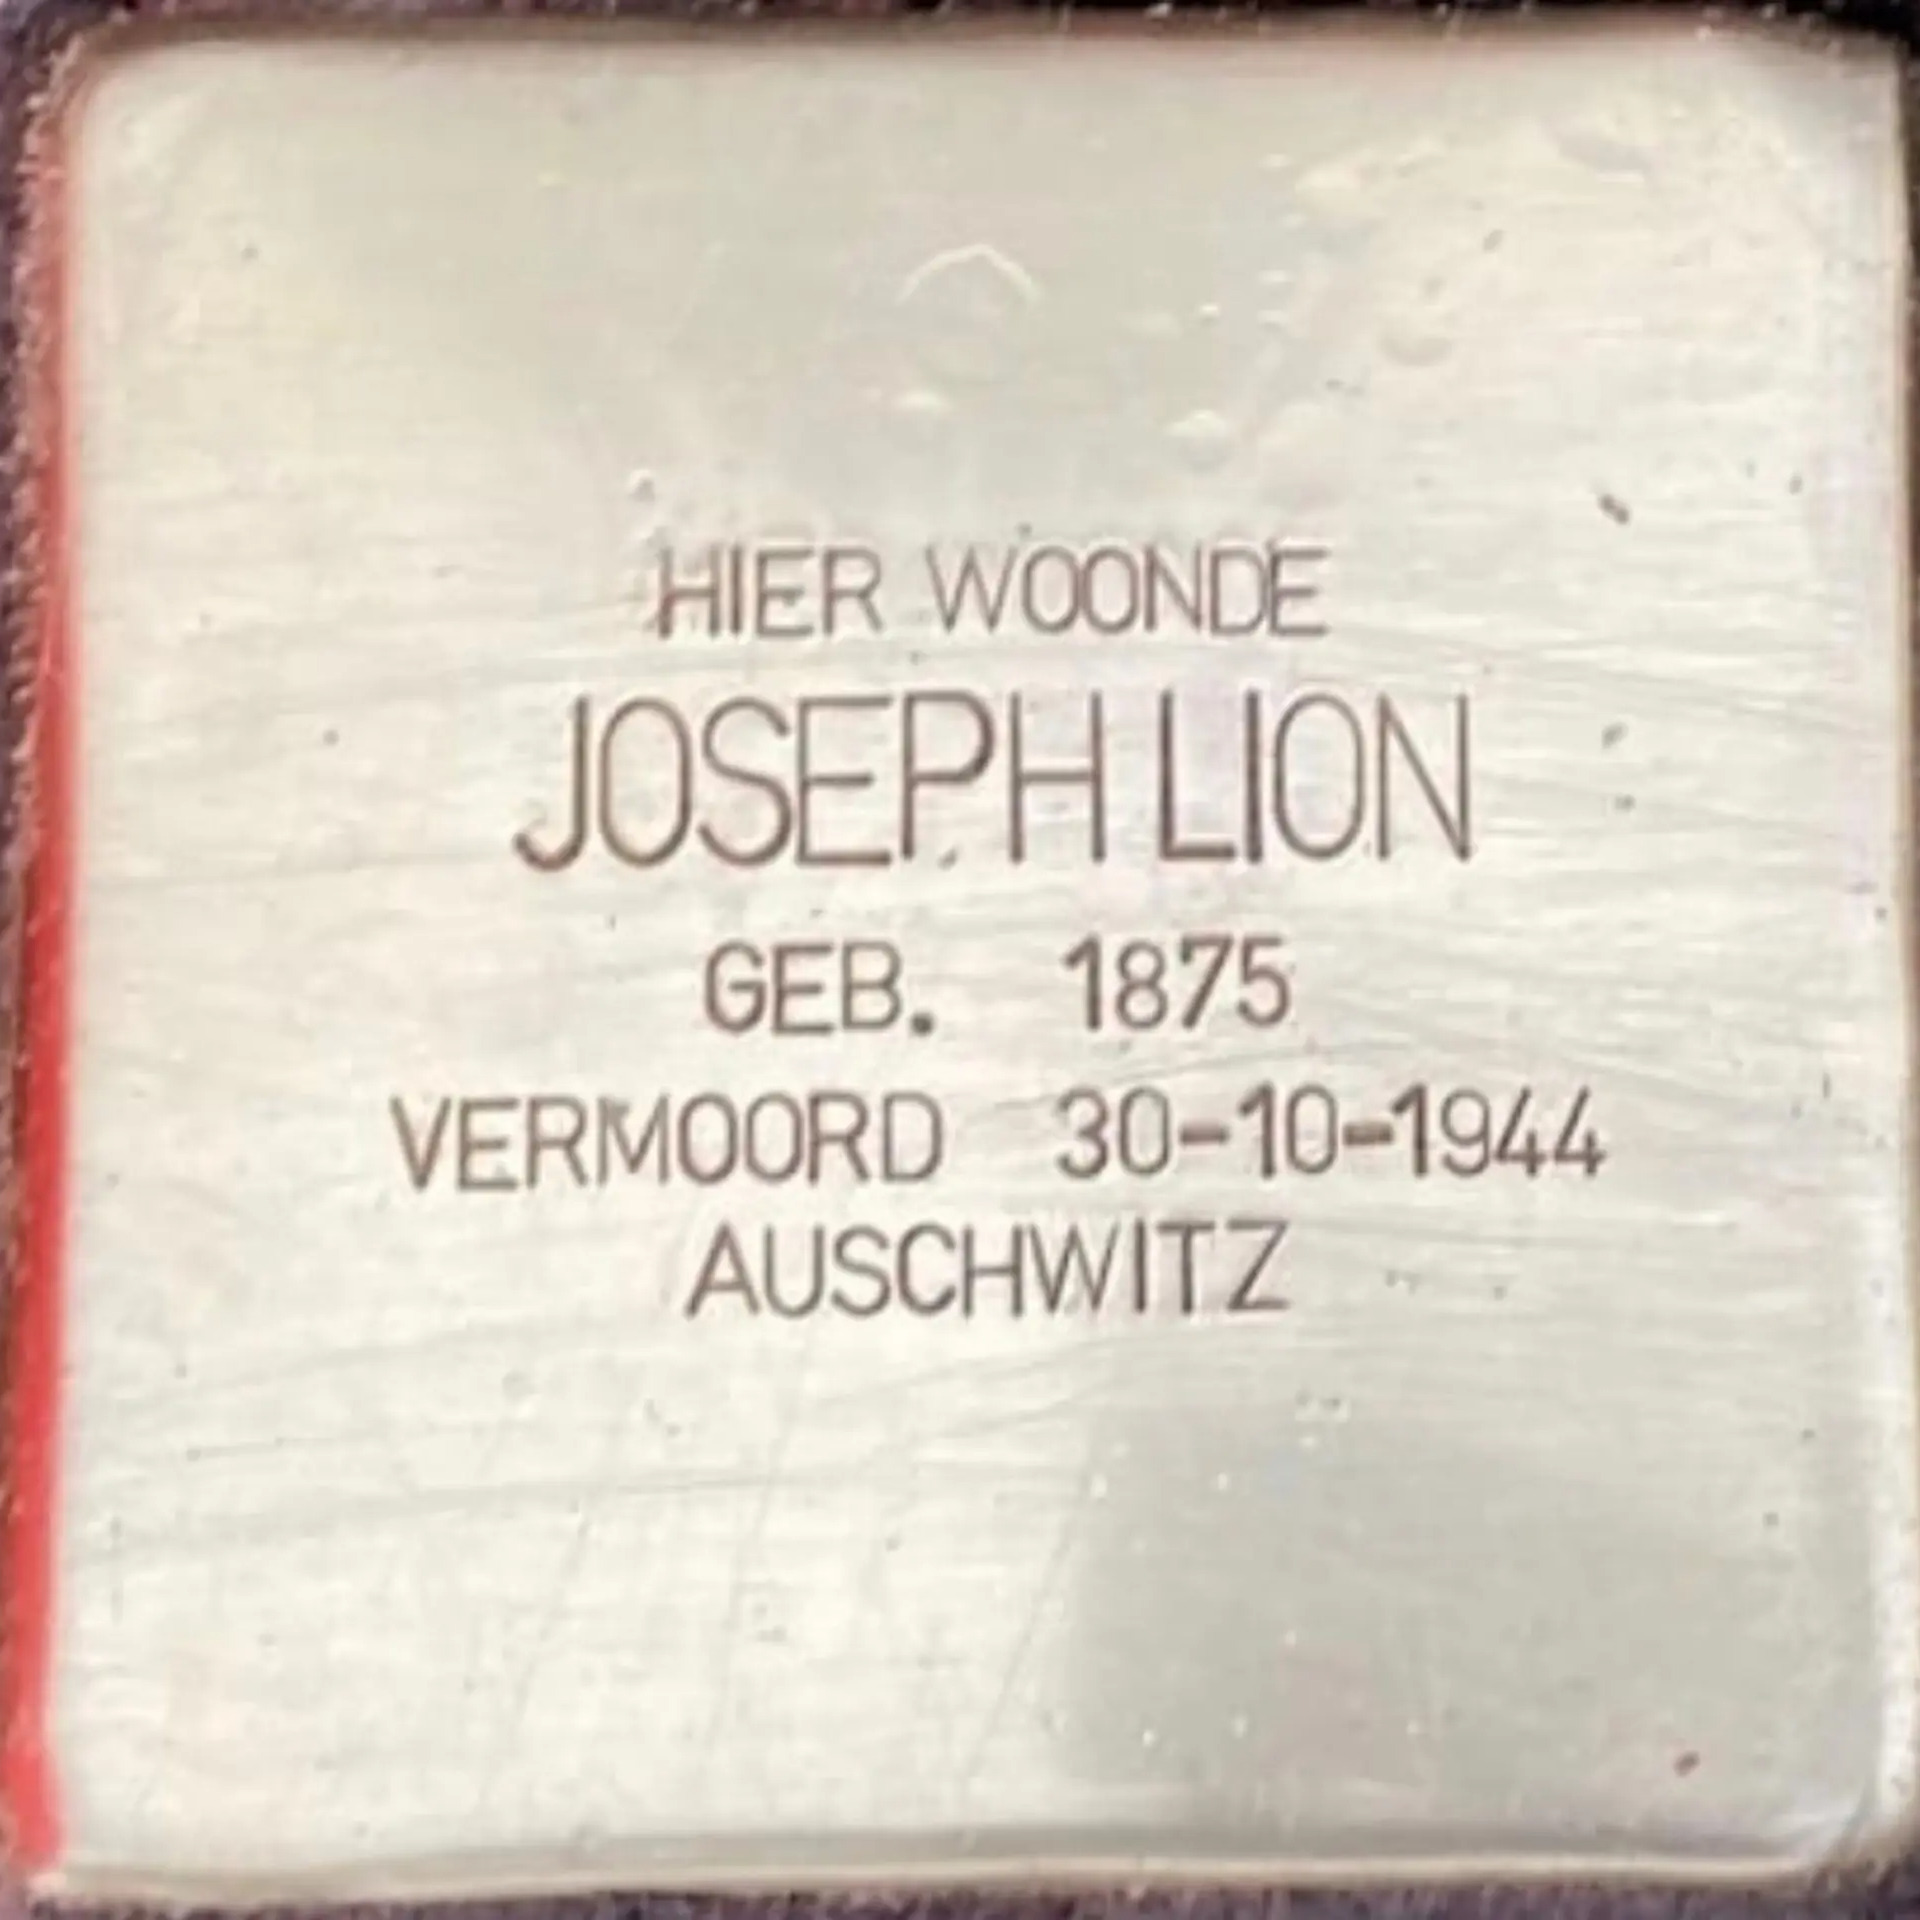 HIER WOONDE
JOSEPH LION
GEB. 1875
VERMOORD 30-10-1944
AUSCHWITZ